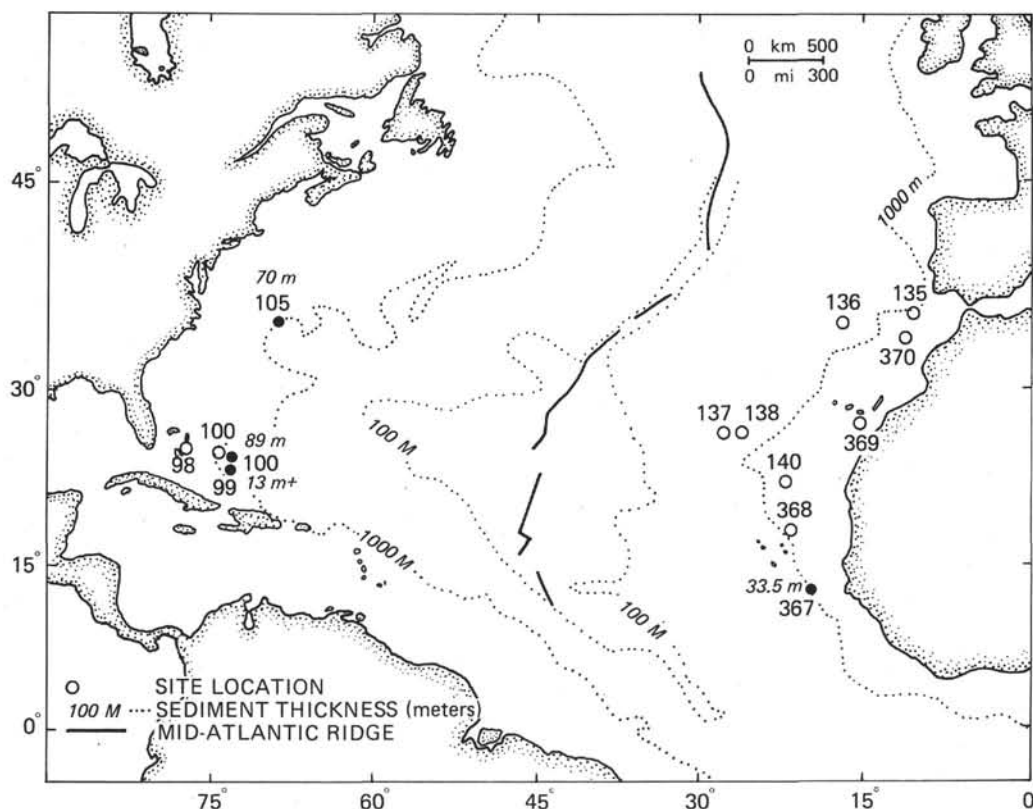 0 km 500
0 mi 300
45°
1000 m
70 m
105
136
135
370
30°
100 M
137 138
369
100
89 m
98
100
140
99
13 m+
368
1000 M
15°
33.5 m
367
100 M
SITE LOCATION
100 M SEDIMENT THICKNESS (meters)
MID-ATLANTIC RIDGE
0°
75° 60° 45° 30° 15° 0